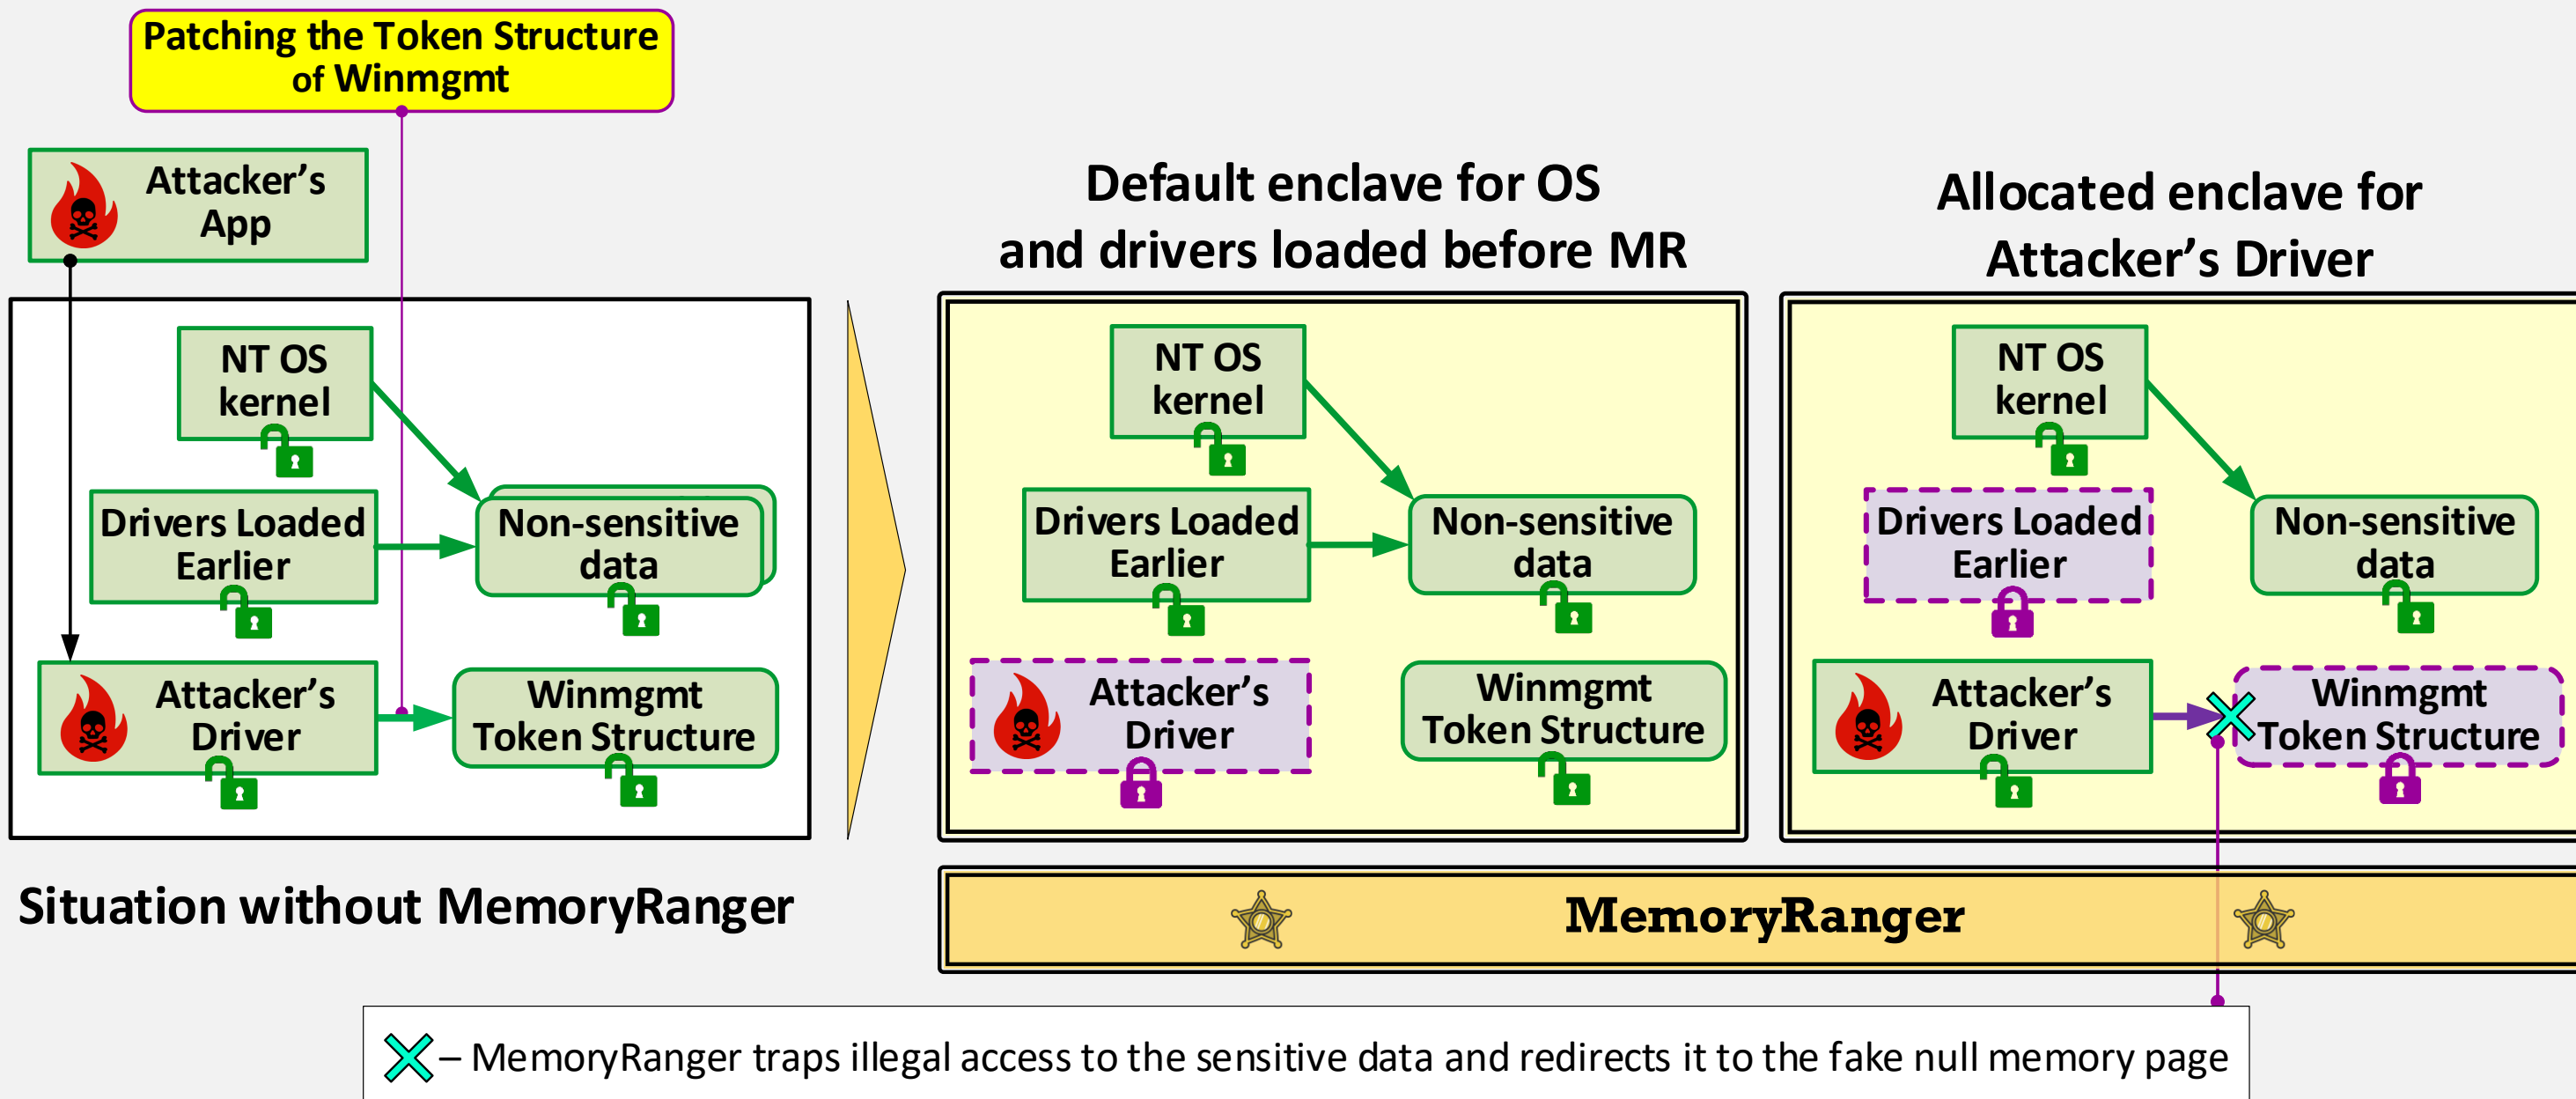 Patching the Token Structure
of Winmgmt
Attacker’s
App
NT OS
kernel
Drivers Loaded
Earlier
Non-sensitive
data
Attacker’s
Driver
Winmgmt
Token Structure
Situation without MemoryRanger
Default enclave for OS
and drivers loaded before MR
NT OS
kernel
Drivers Loaded
Earlier
Non-sensitive
data
Attacker’s
Driver
Winmgmt
Token Structure
Allocated enclave for
Attacker’s Driver
NT OS
kernel
Drivers Loaded
Earlier
Non-sensitive
data
Attacker’s
Driver
Winmgmt
Token Structure
MemoryRanger
– MemoryRanger traps illegal access to the sensitive data and redirects it to the fake null memory page